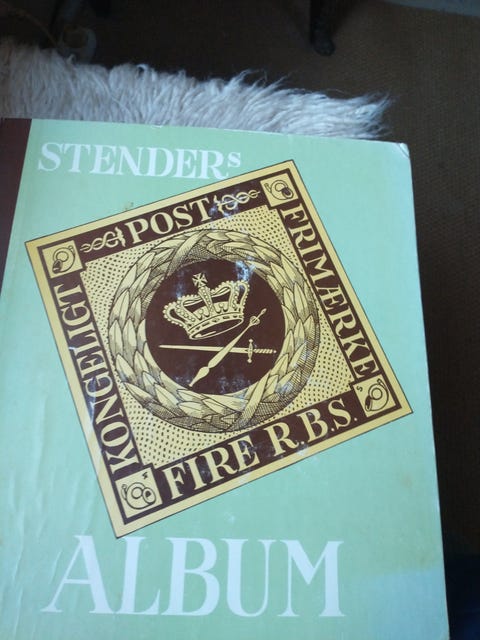 STENDERs
KONGELIGT
POST
FRIMÆRKE
FIRE R.B.S.
ALBUM